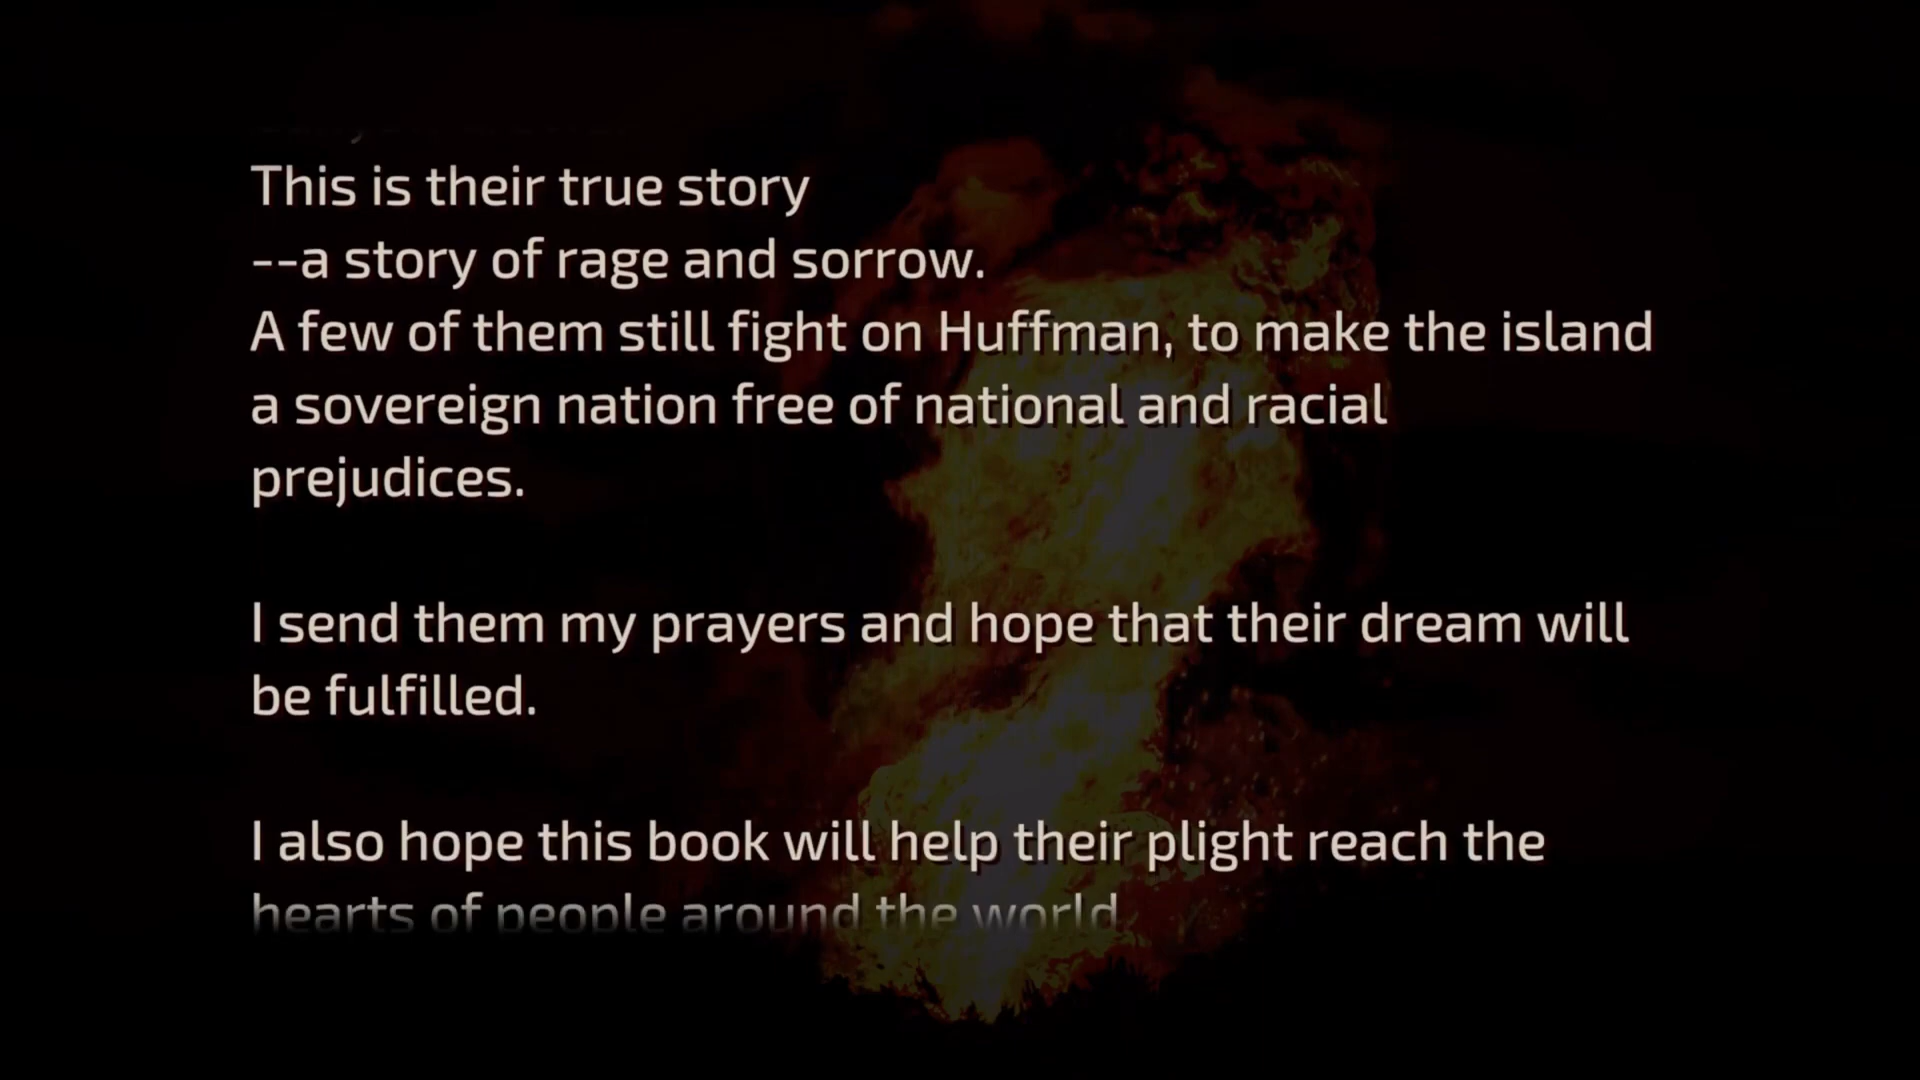 This is their true story
--a story of rage and sorrow.
A few of them still fight on Huffman, to make the island
a sovereign nation free of national and racial
prejudices.
I send them my prayers and hope that their dream will
be fulfilled.
I also hope this book will help their plight reach the
hearts of people around the world.